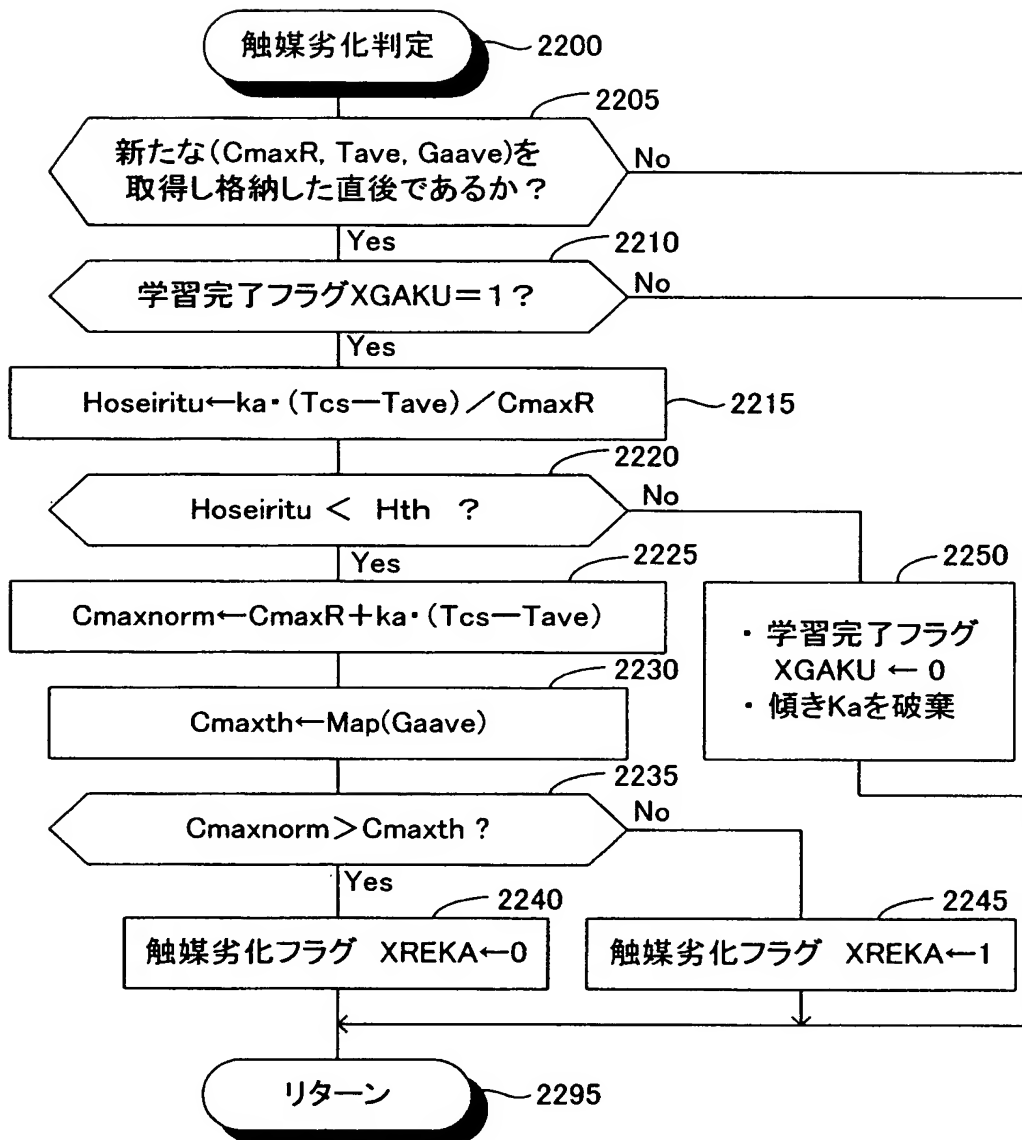 触媒劣化判定
2200
2205
新たな(CmaxR, Tave, Gaave)を
取得し格納した直後であるか?
No
Yes
2210
学習完了フラグXGAKU=1?
No
Yes
Hoseiritu←ka・(Tcs−Tave)/CmaxR
2215
2220
Hoseiritu < Hth ?
No
Yes
2225
Cmaxnorm←CmaxR+ka・(Tcs−Tave)
2250
・学習完了フラグ
XGAKU ← 0
・傾きKaを破棄
2230
Cmaxth←Map(Gaave)
2235
Cmaxnorm>Cmaxth ?
No
Yes
2240
触媒劣化フラグ XREKA←0
2245
触媒劣化フラグ XREKA←1
リターン
2295